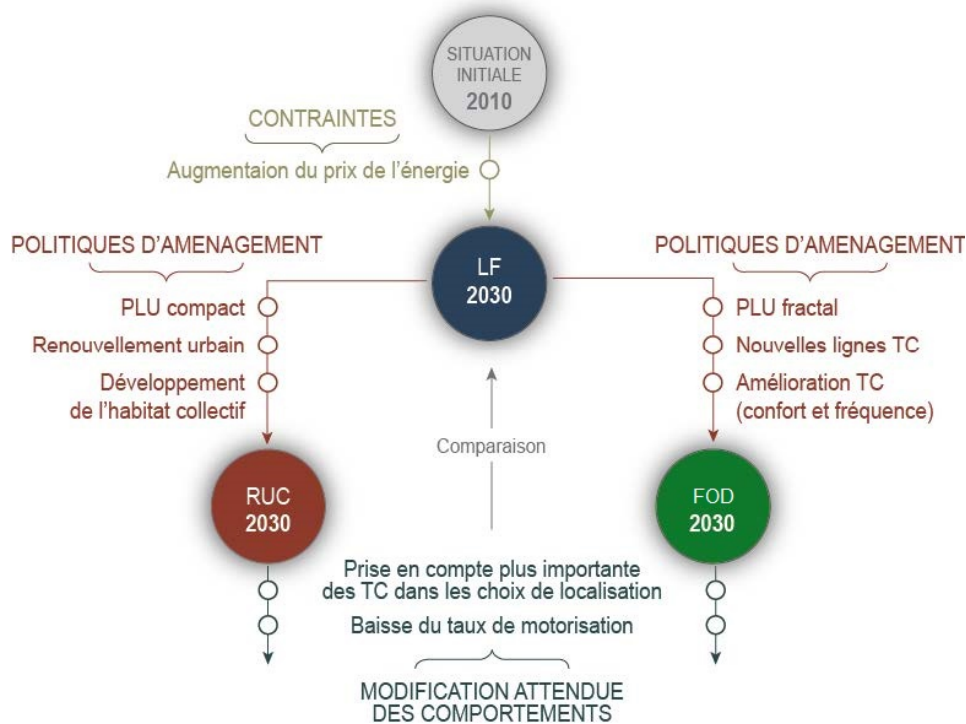 SITUATION
INITIALE
2010
CONTRAINTES
Augmentaion du prix de l'énergie
LF
2030
POLITIQUES D'AMENAGEMENT
PLU compact
Renouvellement urbain
Développement
de l'habitat collectif
RUC
2030
POLITIQUES D'AMENAGEMENT
PLU fractal
Nouvelles lignes TC
Amélioration TC
(confort et fréquence)
FOD
2030
Comparaison
Prise en compte plus importante
des TC dans les choix de localisation
Baisse du taux de motorisation
MODIFICATION ATTENDUE
DES COMPORTEMENTS